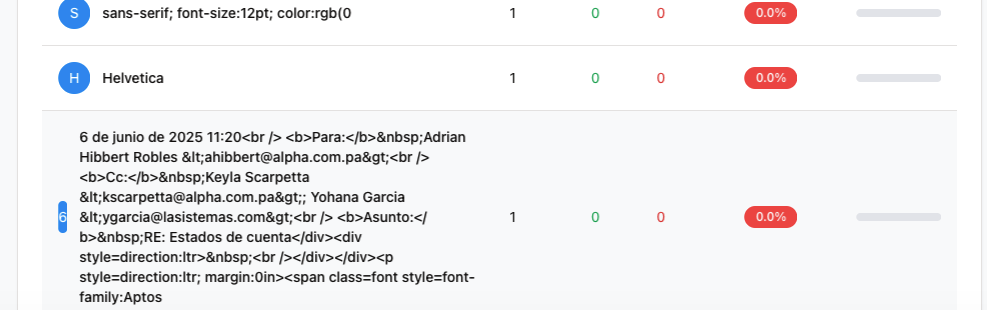 S sans-serif; font-size:12pt; color:rgb(0 1 0 0 0.0%
H Helvetica 1 0 0 0.0%
6 de junio de 2025 11:20<br /> <b>Para:</b>&nbsp;Adrian
Hibbert Robles &lt;ahibbert@alpha.com.pa&gt;<br />
<b>Cc:</b>&nbsp;Keyla Scarpetta
&lt;kscarpetta@alpha.com.pa&gt;; Yohana Garcia
6 &lt;ygarcia@lasistemas.com&gt;<br /> <b>Asunto:</ 1 0 0 0.0%
b>&nbsp;RE: Estados de cuenta</div><div
style=direction:ltr>&nbsp;<br /></div></div><p
style=direction:ltr; margin:0in><span class=font style=font-
family:Aptos